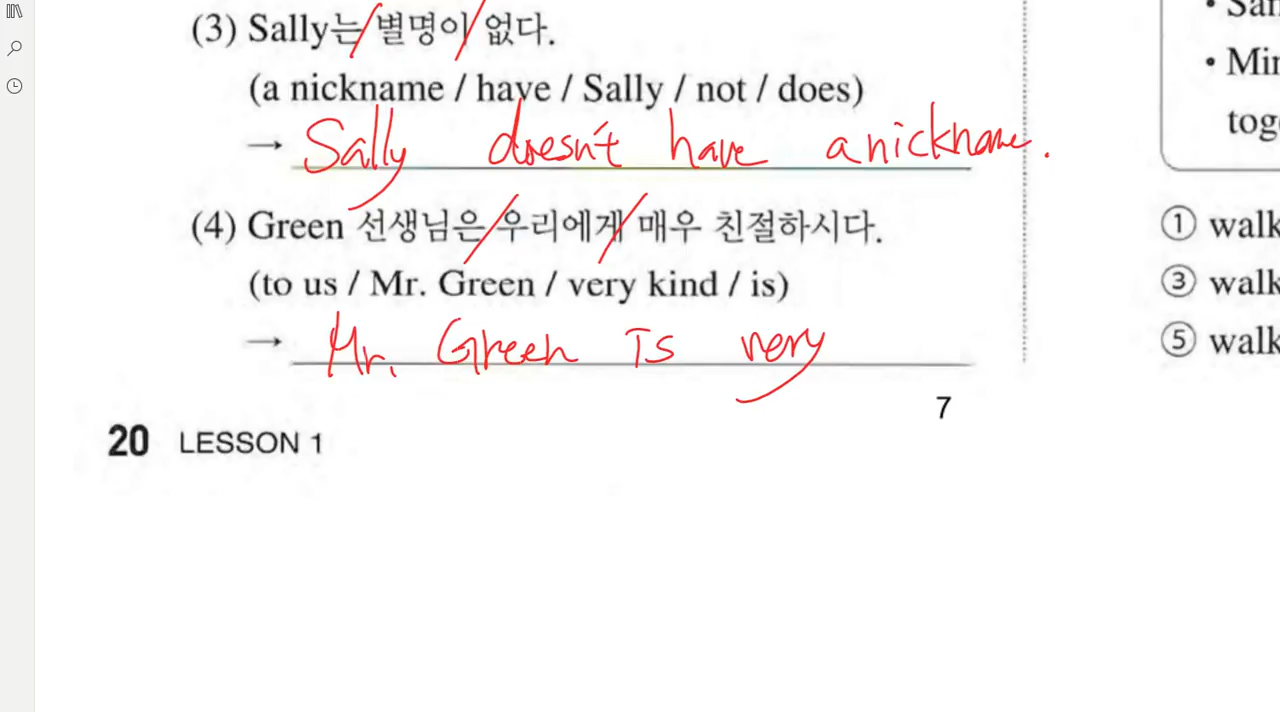 (3) Sally는 별명이 없다.
(a nickname / have / Sally / not / does)
→ Sally doesn't have a nickname.
(4) Green 선생님은 우리에게 매우 친절하시다.
(to us / Mr. Green / very kind / is)
→ Mr. Green is very
7
20 LESSON 1
• San
• Min
toge
① walk
③ walk
⑤ walk